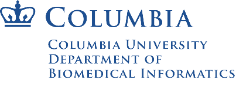 COLUMBIA
COLUMBIA UNIVERSITY
DEPARTMENT OF
BIOMEDICAL INFORMATICS